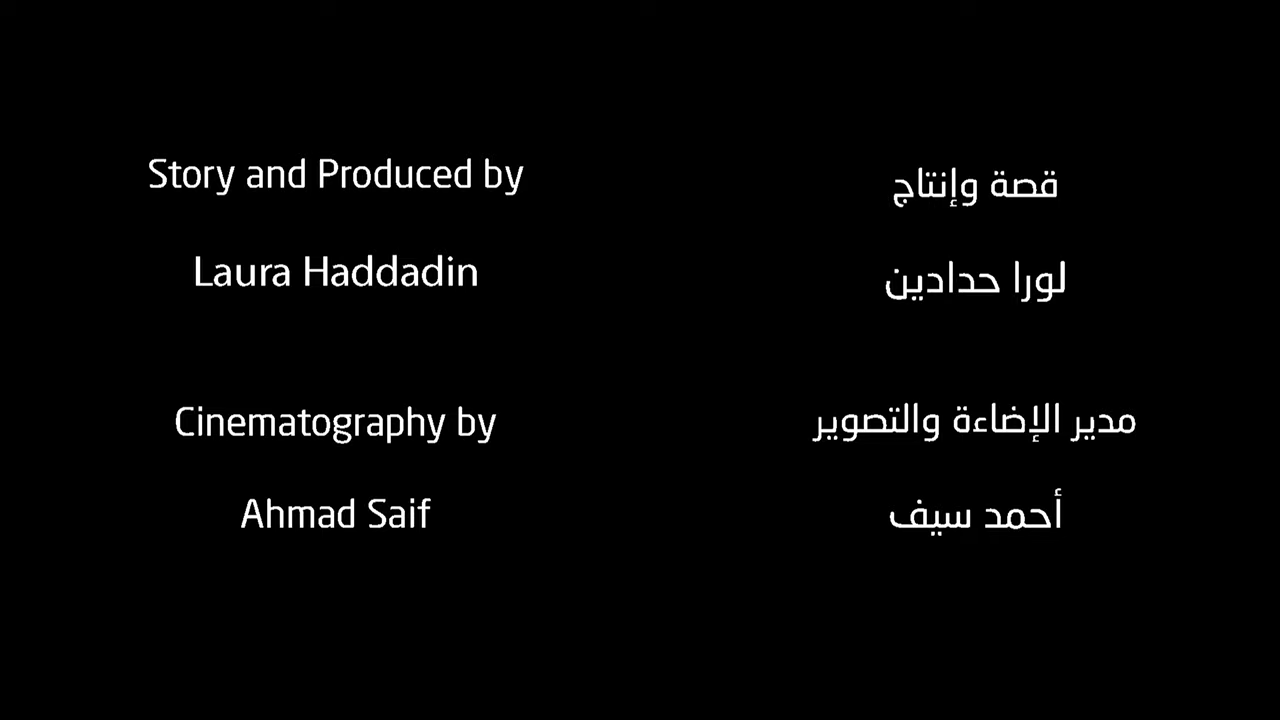 Story and Produced by
قصة وإنتاج
Laura Haddadin
لورا حدادين
Cinematography by
مدير الإضاءة والتصوير
Ahmad Saif
أحمد سيف